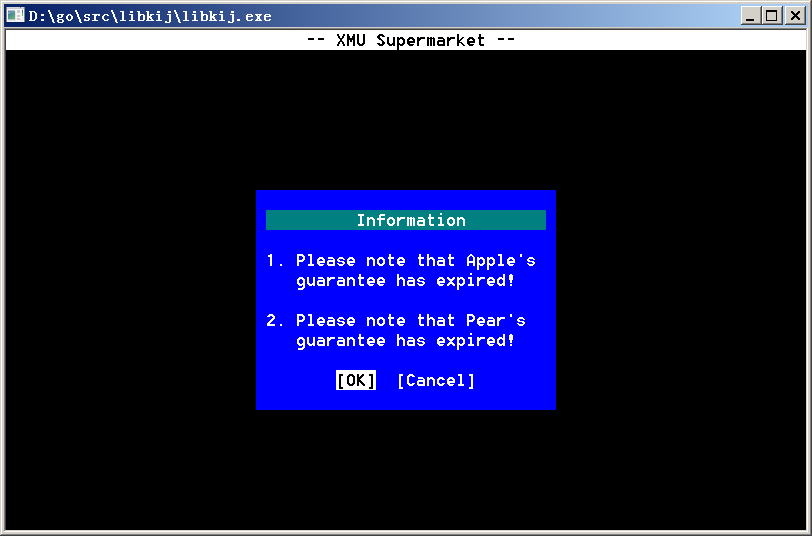 D:\go\src\libkij\libkij.exe
-- XMU Supermarket --
Information
1. Please note that Apple's
guarantee has expired!
2. Please note that Pear's
guarantee has expired!
[OK] [Cancel]